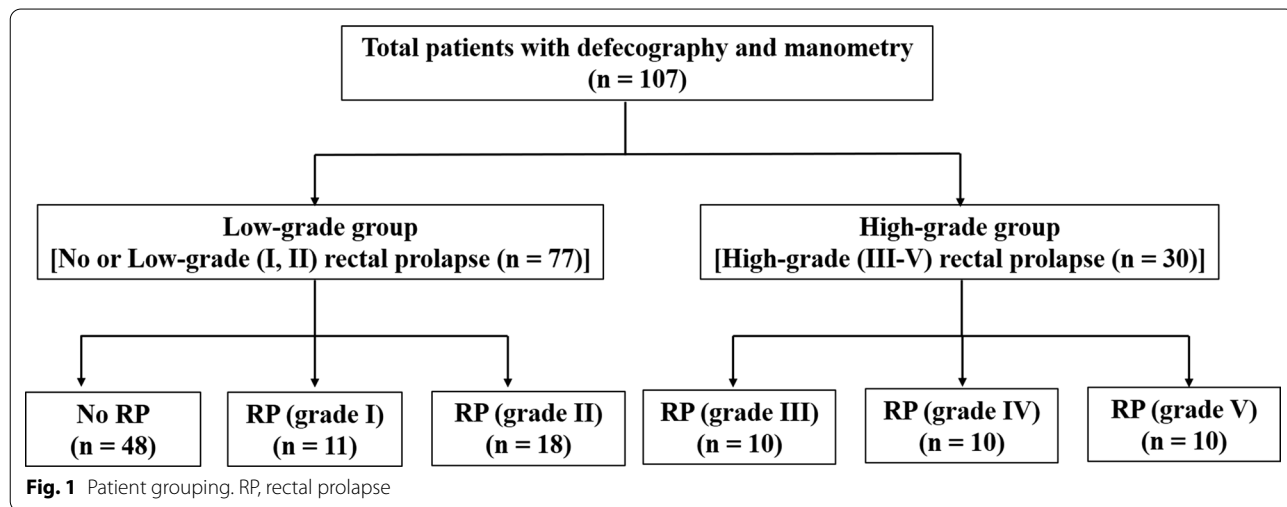 Total patients with defecography and manometry
(n = 107)
Low-grade group
[No or Low-grade (I, II) rectal prolapse (n = 77)]
High-grade group
[High-grade (III-V) rectal prolapse (n = 30)]
No RP
(n = 48)
RP (grade I)
(n = 11)
RP (grade II)
(n = 18)
RP (grade III)
(n = 10)
RP (grade IV)
(n = 10)
RP (grade V)
(n = 10)
Fig. 1 Patient grouping. RP, rectal prolapse